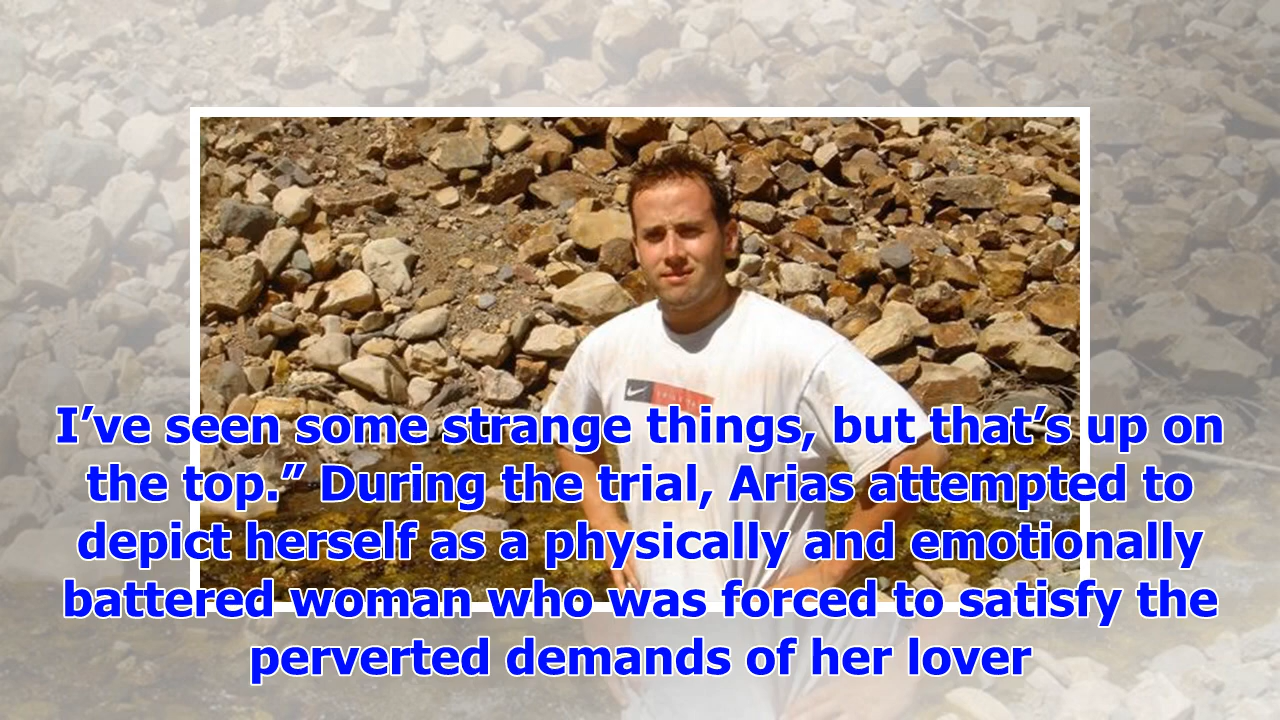 I’ve seen some strange things, but that’s up on
the top.” During the trial, Arias attempted to
depict herself as a physically and emotionally
battered woman who was forced to satisfy the
perverted demands of her lover